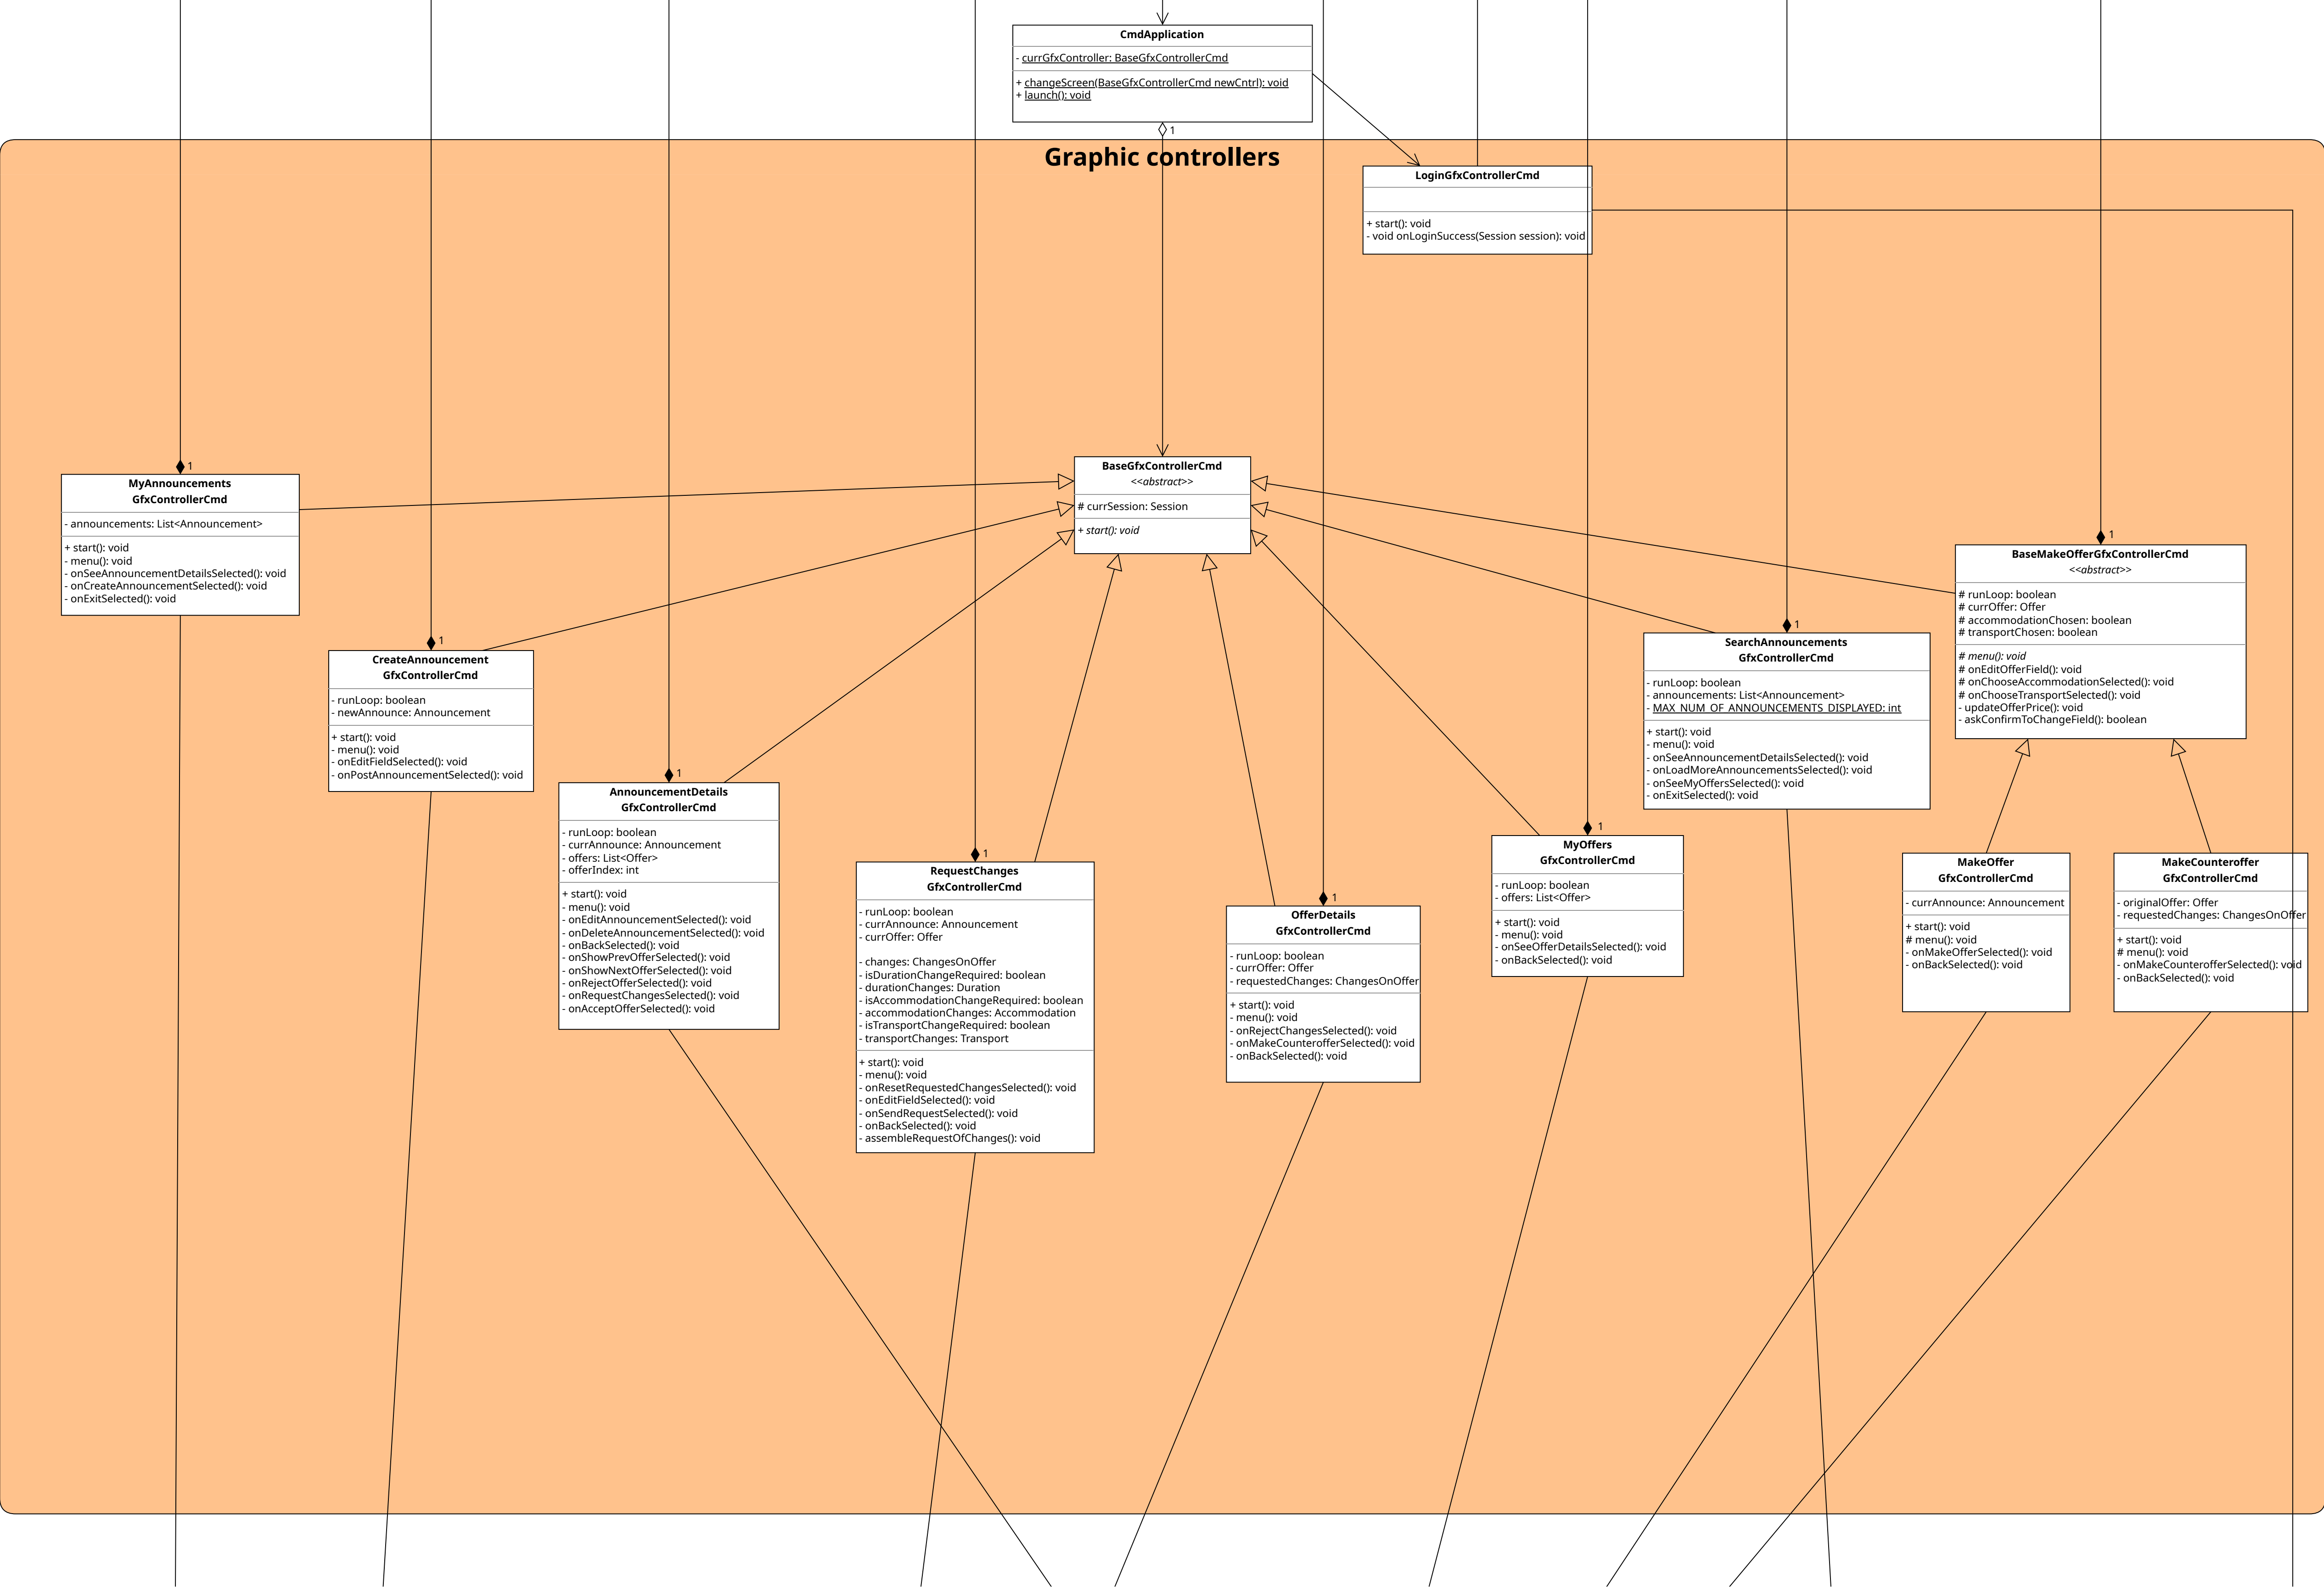 CmdApplication
- currGfxController: BaseGfxControllerCmd
+ changeScreen(BaseGfxControllerCmd newCntrl): void
+ launch(): void
1
Graphic controllers
LoginGfxControllerCmd
+ start(): void
- void onLoginSuccess(Session session): void
1
MyAnnouncements
GfxControllerCmd
- announcements: List<Announcement>
+ start(): void
- menu(): void
- onSeeAnnouncementDetailsSelected(): void
- onCreateAnnouncementSelected(): void
- onExitSelected(): void
BaseGfxControllerCmd
<<abstract>>
# currSession: Session
+ start(): void
1
BaseMakeOfferGfxControllerCmd
<<abstract>>
# runLoop: boolean
# currOffer: Offer
# accommodationChosen: boolean
# transportChosen: boolean
# menu(): void
# onEditOfferField(): void
# onChooseAccommodationSelected(): void
# onChooseTransportSelected(): void
- updateOfferPrice(): void
- askConfirmToChangeField(): boolean
1
CreateAnnouncement
GfxControllerCmd
- runLoop: boolean
- newAnnounce: Announcement
+ start(): void
- menu(): void
- onEditFieldSelected(): void
- onPostAnnouncementSelected(): void
1
SearchAnnouncements
GfxControllerCmd
- runLoop: boolean
- announcements: List<Announcement>
- MAX_NUM_OF_ANNOUNCEMENTS_DISPLAYED: int
+ start(): void
- menu(): void
- onSeeAnnouncementDetailsSelected(): void
- onLoadMoreAnnouncementsSelected(): void
- onSeeMyOffersSelected(): void
- onExitSelected(): void
1
AnnouncementDetails
GfxControllerCmd
- runLoop: boolean
- currAnnounce: Announcement
- offers: List<Offer>
- offerIndex: int
+ start(): void
- menu(): void
- onEditAnnouncementSelected(): void
- onDeleteAnnouncementSelected(): void
- onBackSelected(): void
- onShowPrevOfferSelected(): void
- onShowNextOfferSelected(): void
- onRejectOfferSelected(): void
- onRequestChangesSelected(): void
- onAcceptOfferSelected(): void
1
RequestChanges
GfxControllerCmd
- runLoop: boolean
- currAnnounce: Announcement
- currOffer: Offer
- changes: ChangesOnOffer
- isDurationChangeRequired: boolean
- durationChanges: Duration
- isAccommodationChangeRequired: boolean
- accommodationChanges: Accommodation
- isTransportChangeRequired: boolean
- transportChanges: Transport
+ start(): void
- menu(): void
- onResetRequestedChangesSelected(): void
- onEditFieldSelected(): void
- onSendRequestSelected(): void
- onBackSelected(): void
- assembleRequestOfChanges(): void
1
OfferDetails
GfxControllerCmd
- runLoop: boolean
- currOffer: Offer
- requestedChanges: ChangesOnOffer
+ start(): void
- menu(): void
- onRejectChangesSelected(): void
- onMakeCounterofferSelected(): void
- onBackSelected(): void
1
MyOffers
GfxControllerCmd
- runLoop: boolean
- offers: List<Offer>
+ start(): void
- menu(): void
- onSeeOfferDetailsSelected(): void
- onBackSelected(): void
MakeOffer
GfxControllerCmd
- currAnnounce: Announcement
+ start(): void
# menu(): void
- onMakeOfferSelected(): void
- onBackSelected(): void
MakeCounteroffer
GfxControllerCmd
- originalOffer: Offer
- requestedChanges: ChangesOnOffer
+ start(): void
# menu(): void
- onMakeCounterofferSelected(): void
- onBackSelected(): void